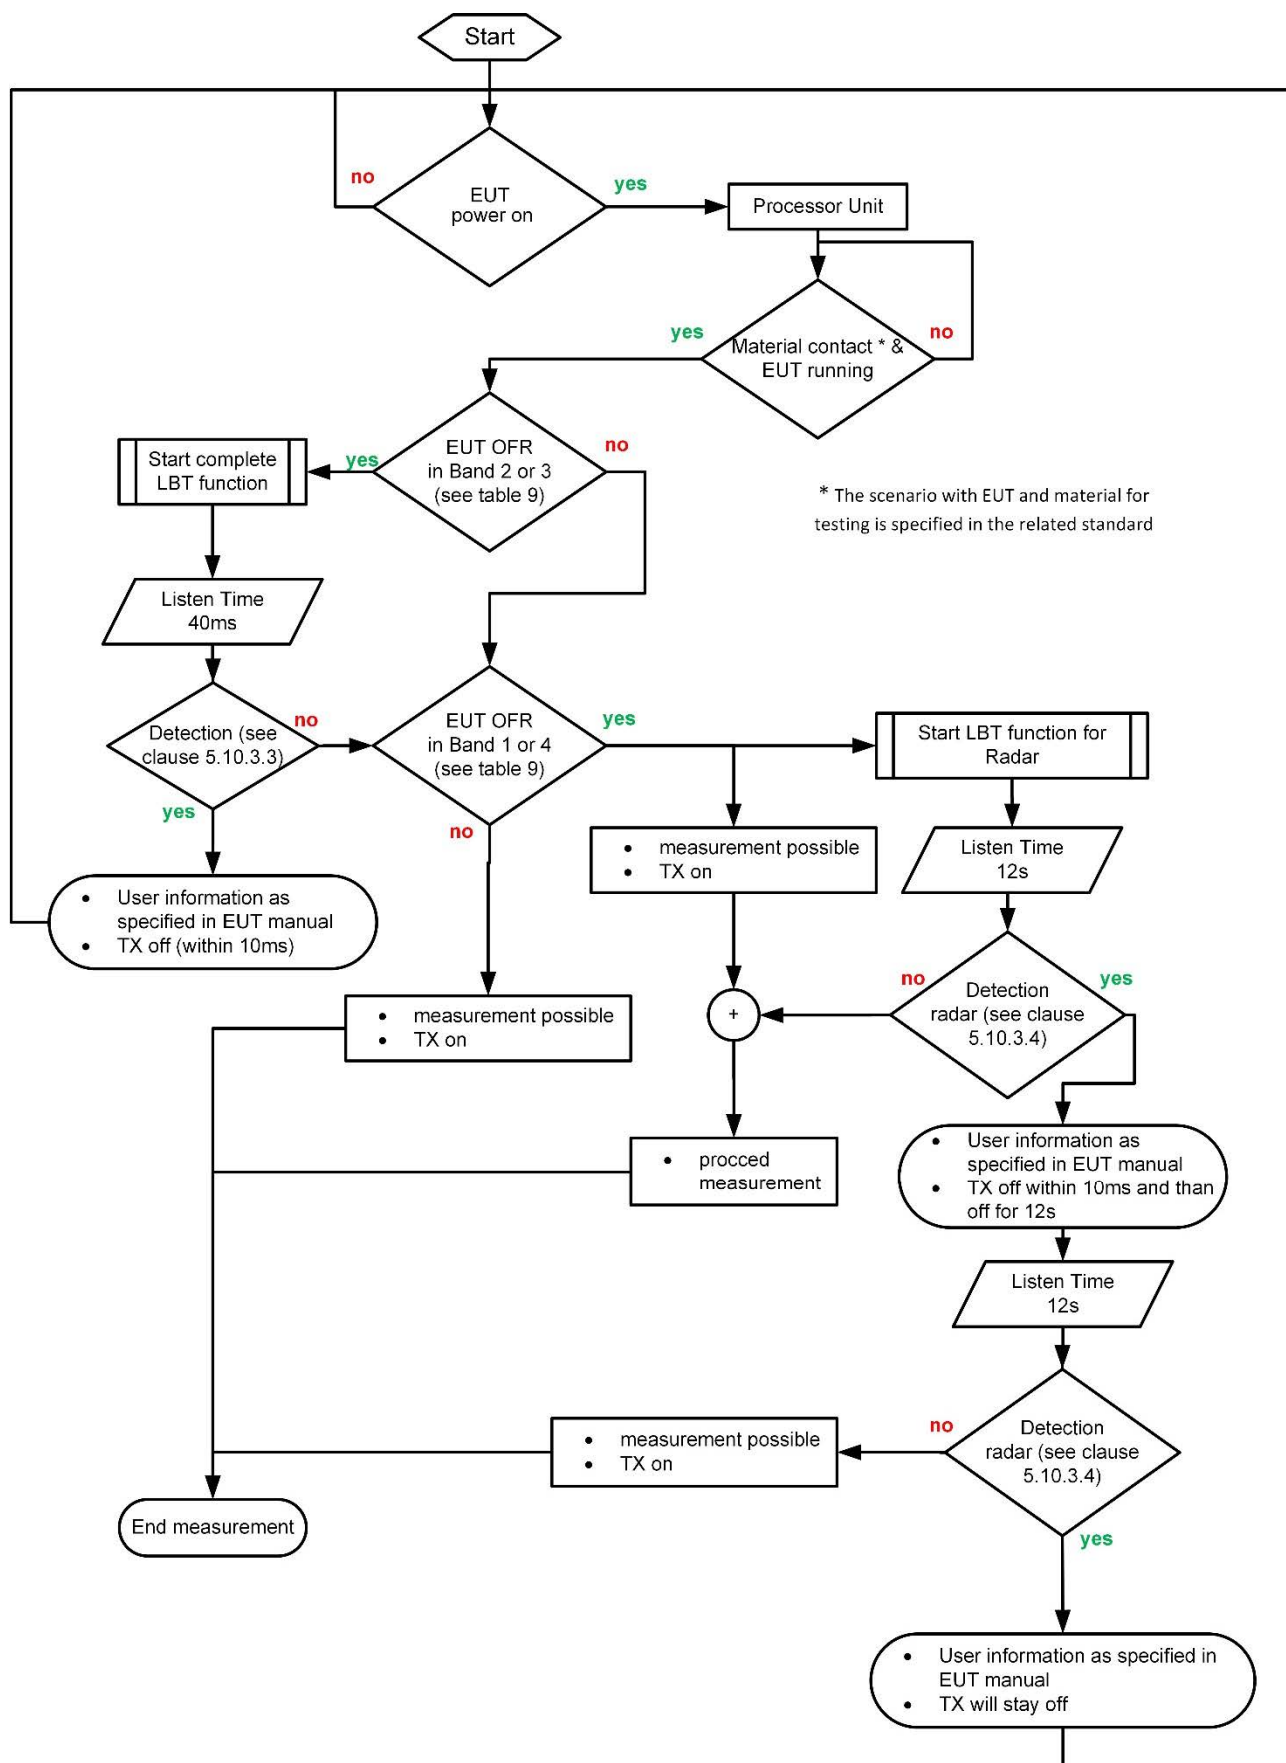 Start
no
EUT
power on
yes
Processor Unit
yes
Material contact * &
EUT running
no
Start complete
LBT function
yes
EUT OFR
in Band 2 or 3
(see table 9)
no
* The scenario with EUT and material for
testing is specified in the related standard
Listen Time
40ms
Detection (see
clause 5.10.3.3)
no
yes
EUT OFR
in Band 1 or 4
(see table 9)
yes
no
Start LBT function for
Radar
• measurement possible
• TX on
Listen Time
12s
• User information as
specified in EUT manual
• TX off (within 10ms)
• measurement possible
• TX on
+
no
Detection
radar (see clause
5.10.3.4)
yes
• procced
measurement
• User information as
specified in EUT manual
• TX off within 10ms and than
off for 12s
Listen Time
12s
• measurement possible
• TX on
no
Detection
radar (see clause
5.10.3.4)
yes
End measurement
• User information as specified in
EUT manual
• TX will stay off